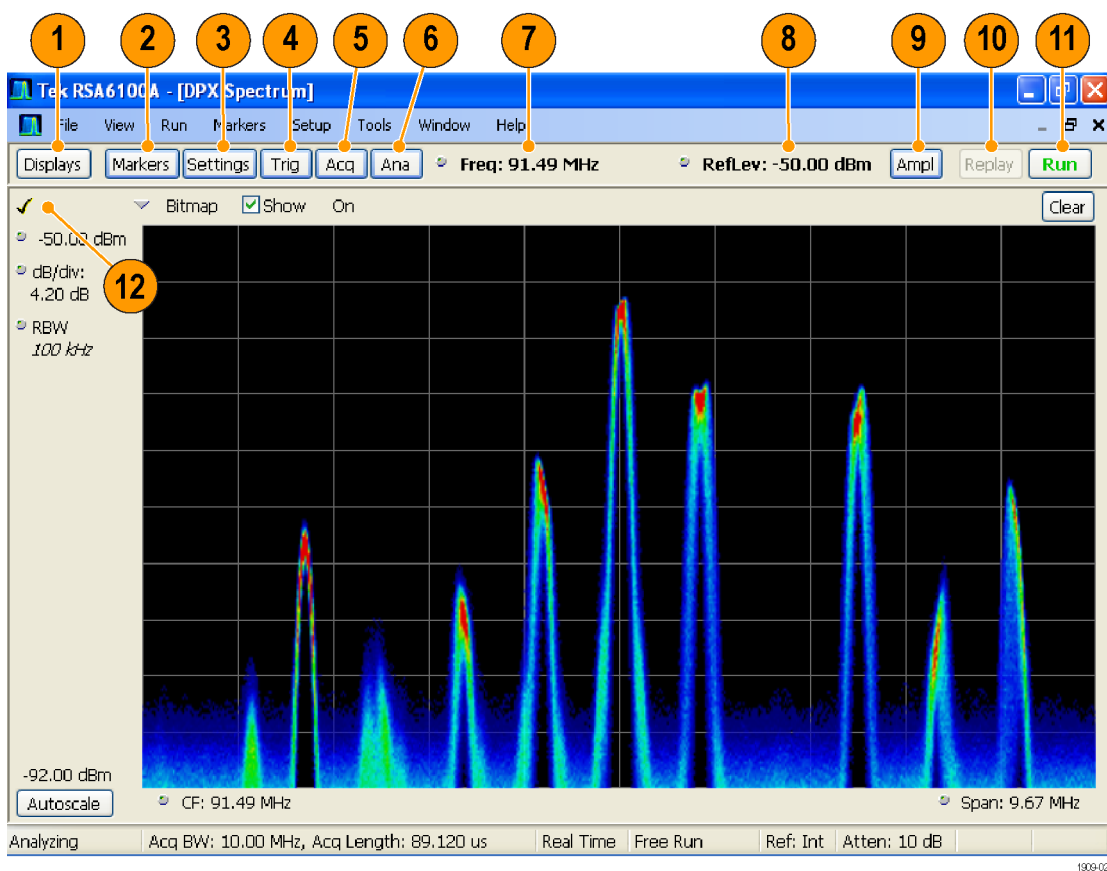 1 2 3 4 5 6 7 8 9 10 11
Tek RSA6100A - [DPX Spectrum]
File View Run Markers Setup Tools Window Help
Displays Markers Settings Trig Acq Ana Freq: 91.49 MHz RefLev: -50.00 dBm Ampl Replay Run
Bitmap Show On Clear
-50.00 dBm
dB/div:
4.20 dB
12
RBW
100 kHz
-92.00 dBm
Autoscale CF: 91.49 MHz Span: 9.67 MHz
Analyzing Acq BW: 10.00 MHz, Acq Length: 89.120 us Real Time Free Run Ref: Int Atten: 10 dB